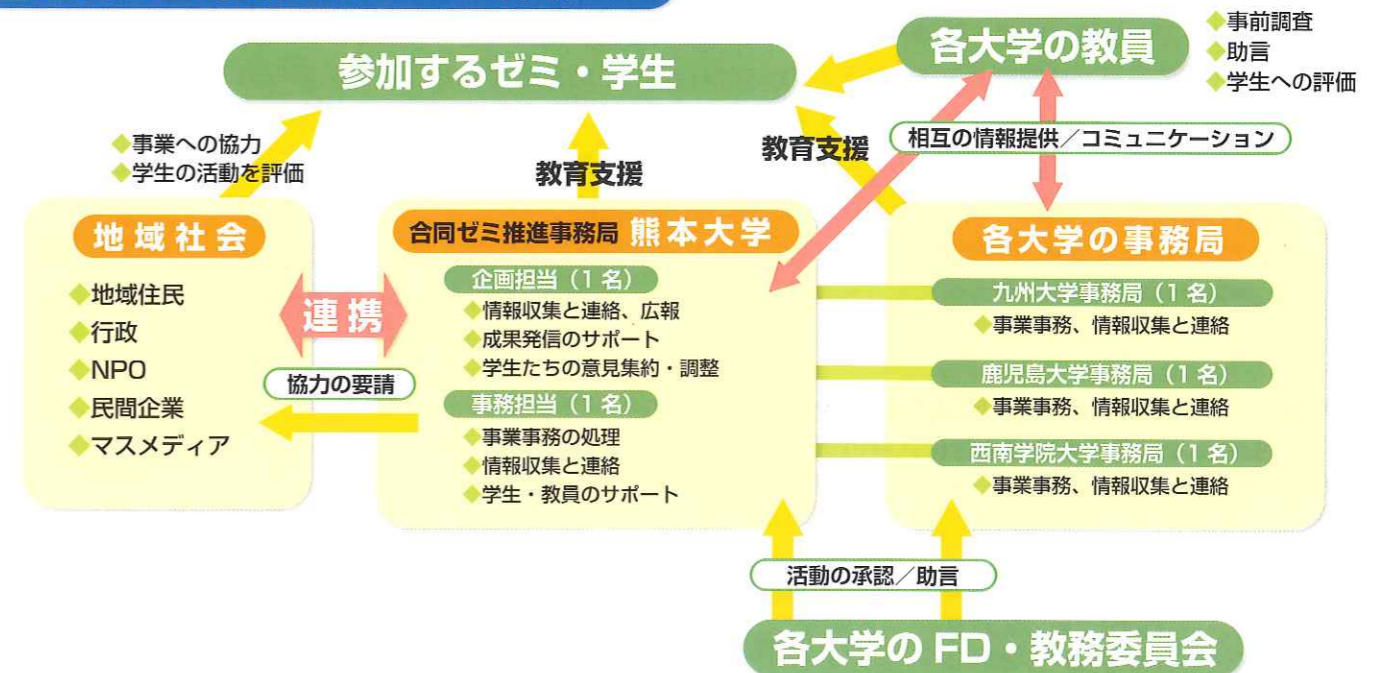 各大学の教員
◆事前調査
◆助言
◆学生への評価
参加するゼミ・学生
◆事業への協力
◆学生の活動を評価
教育支援
教育支援
相互の情報提供／コミュニケーション
地域社会
◆地域住民
◆行政
◆NPO
◆民間企業
◆マスメディア
連携
協力の要請
合同ゼミ推進事務局 熊本大学
企画担当（1名）
◆情報収集と連絡、広報
◆成果発信のサポート
◆学生たちの意見集約・調整
事務担当（1名）
◆事業事務の処理
◆情報収集と連絡
◆学生・教員のサポート
各大学の事務局
九州大学事務局（1名）
◆事業事務、情報収集と連絡
鹿児島大学事務局（1名）
◆事業事務、情報収集と連絡
西南学院大学事務局（1名）
◆事業事務、情報収集と連絡
活動の承認／助言
各大学のFD・教務委員会